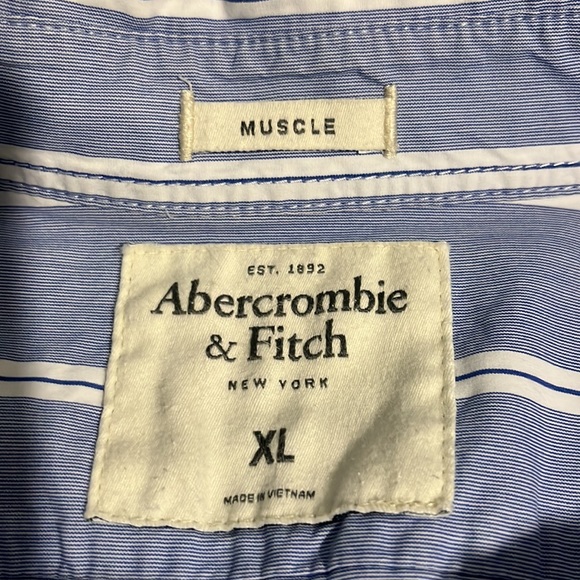 MUSCLE
EST. 1892
Abercrombie
& Fitch
NEW YORK
XL
MADE IN VIETNAM